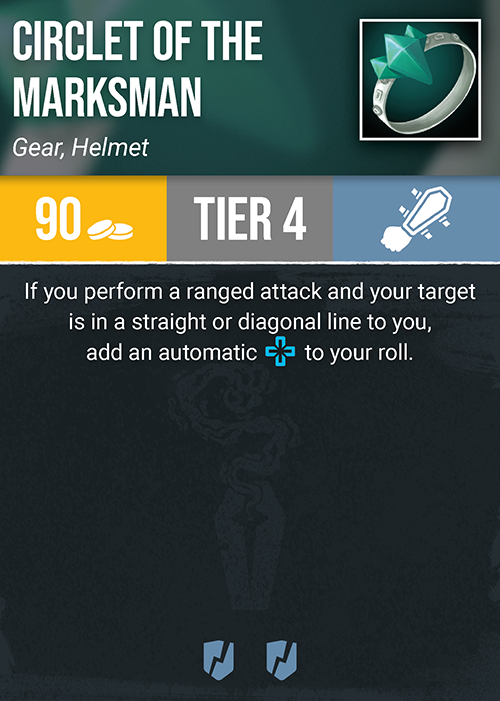 CIRCLET OF THE
MARKSMAN
Gear, Helmet
90
TIER 4
If you perform a ranged attack and your target
is in a straight or diagonal line to you,
add an automatic to your roll.